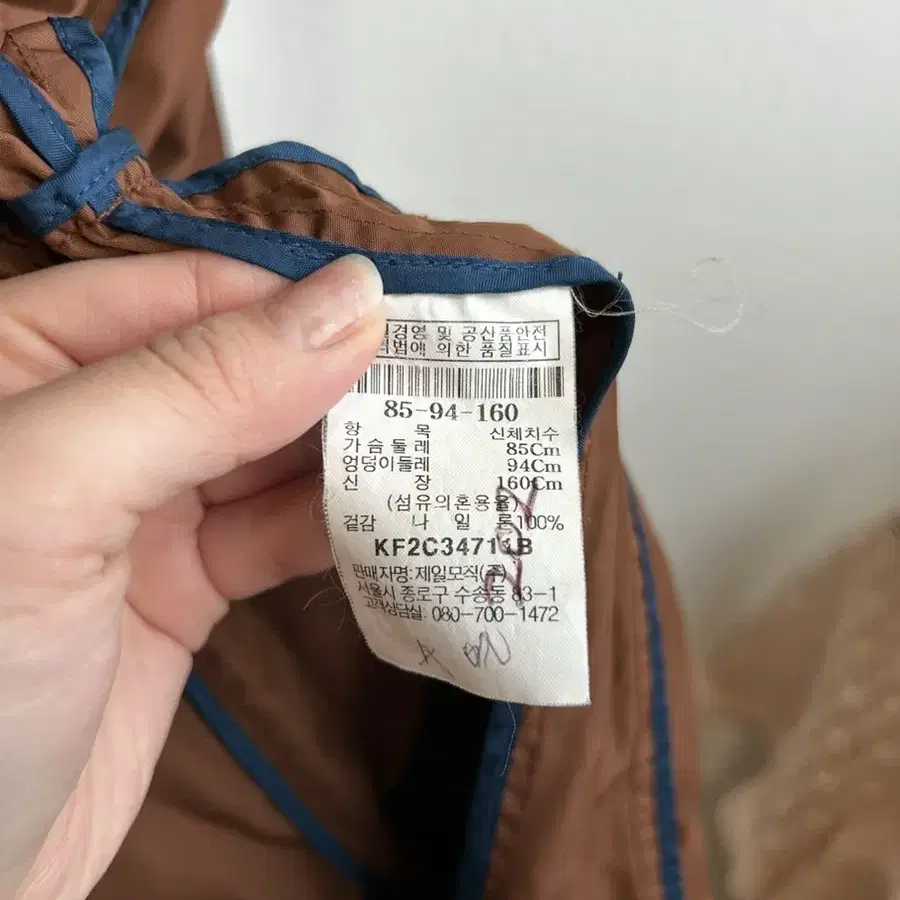 경영 및 공산품안전
법에 의한 품질표시
85-94-160
항 목 신체치수
가슴둘레 85Cm
엉덩이둘레 94Cm
신 장 160Cm
(섬유의혼용율)
겉감 나 일 론100%
KF2C34711B
판매자명: 제일모직(주)
서울시 종로구 수송동 83-1
고객상담실: 080-700-1472